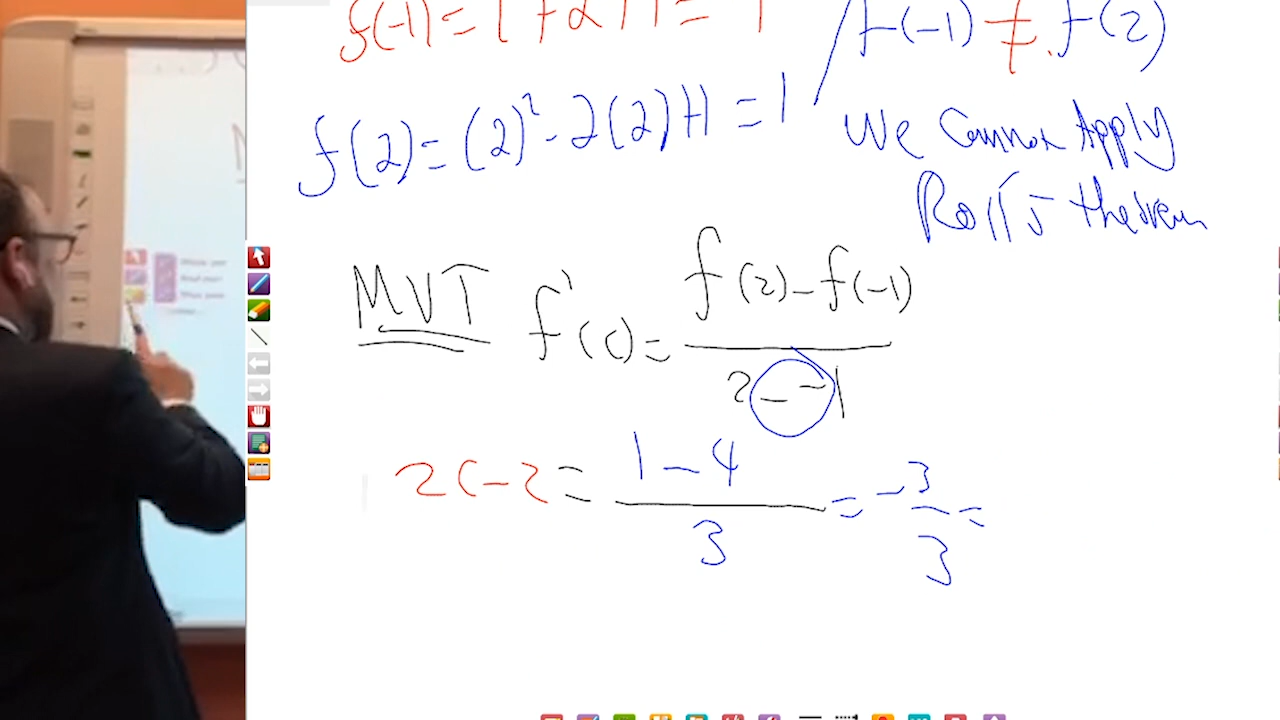 f(-1) = 1+2+1 = 4
f(-1) ≠ f(2)
f(2) = (2)² - 2(2)+1 = 1
We Cannot Apply
Roll's theorem
MVT f'(c) = f(2) - f(-1) / 2 - -1
2c-2 = 1-4 / 3 = -3 / 3 =